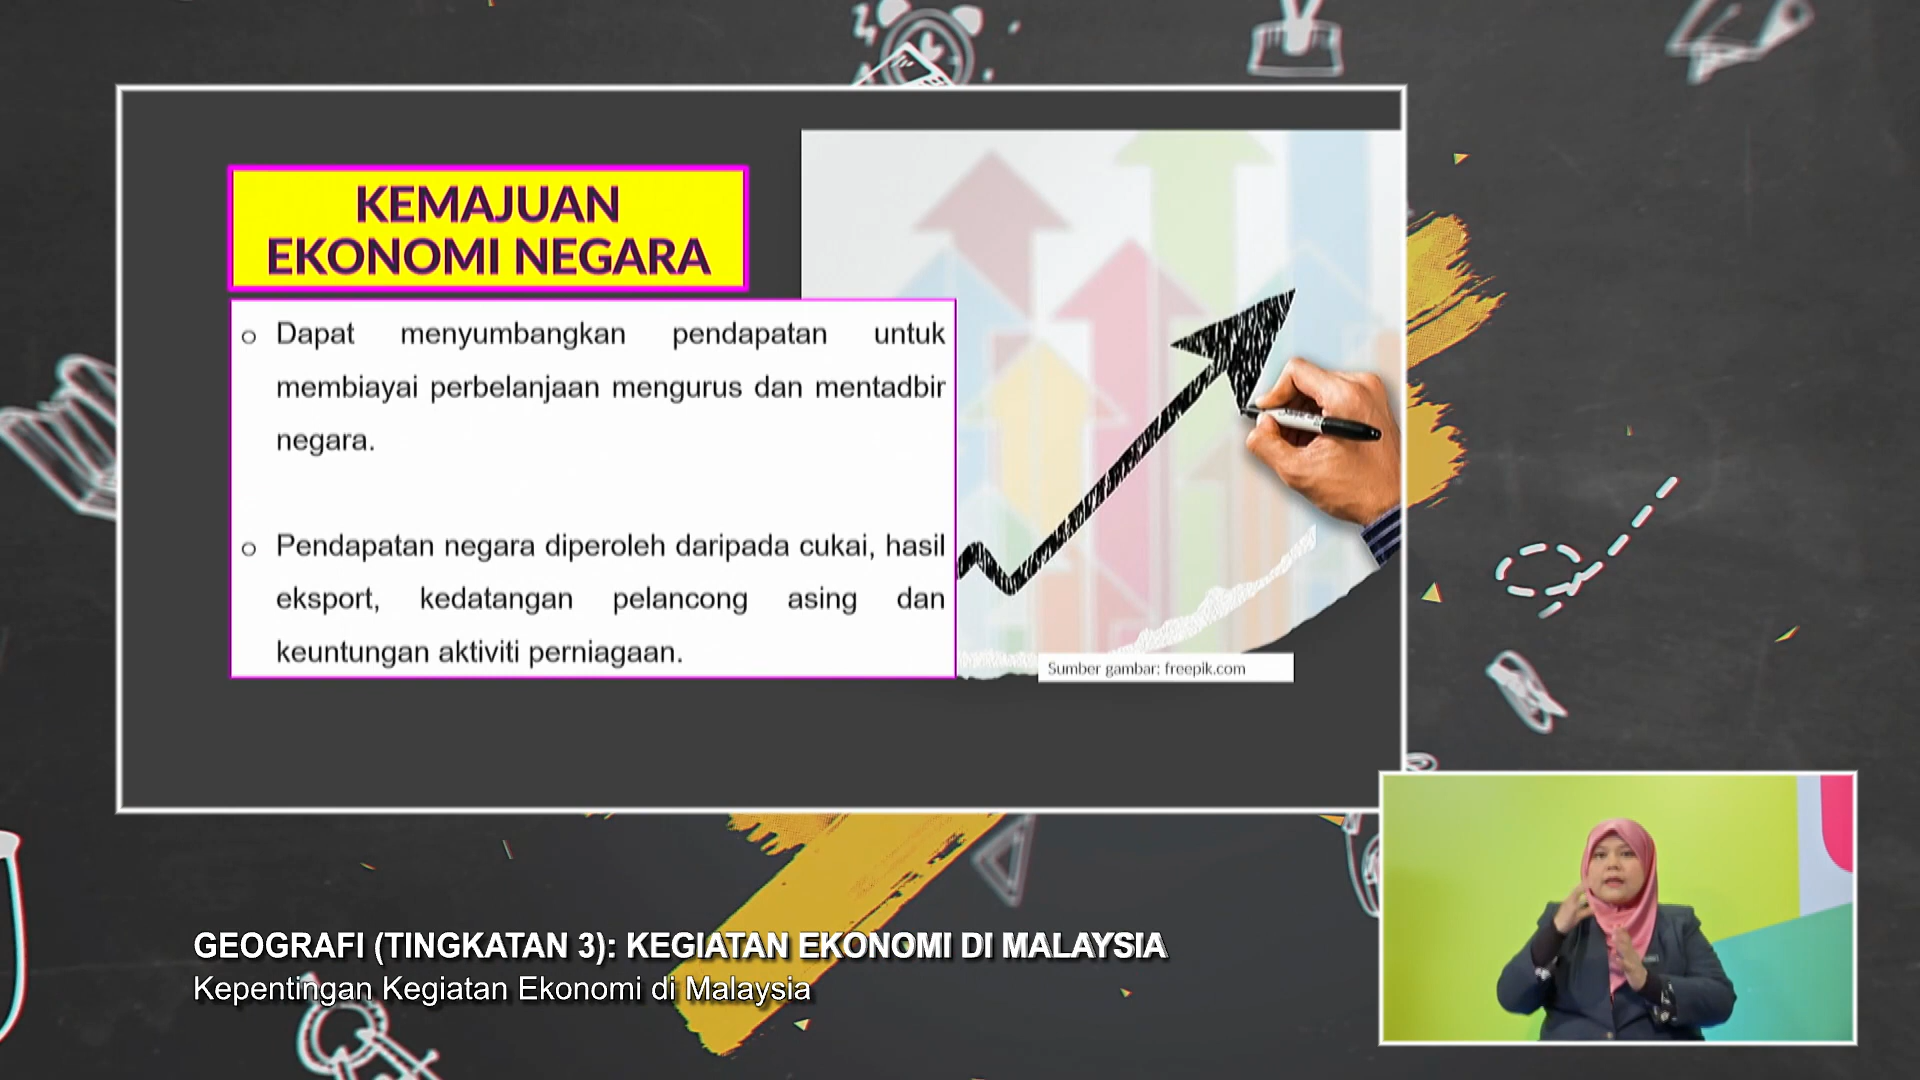 KEMAJUAN
EKONOMI NEGARA
o Dapat menyumbangkan pendapatan untuk
membiayai perbelanjaan mengurus dan mentadbir
negara.
o Pendapatan negara diperoleh daripada cukai, hasil
eksport, kedatangan pelancong asing dan
keuntungan aktiviti perniagaan.
Sumber gambar: freepik.com
GEOGRAFI (TINGKATAN 3): KEGIATAN EKONOMI DI MALAYSIA
Kepentingan Kegiatan Ekonomi di Malaysia